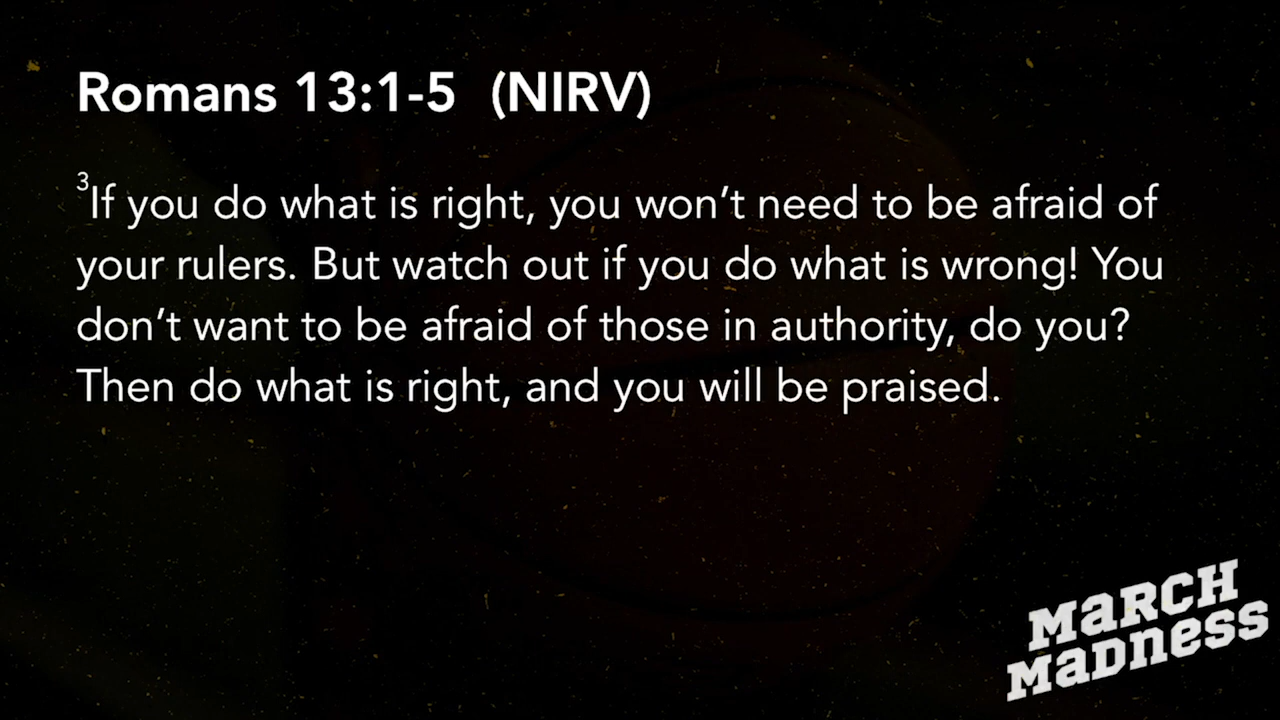 Romans 13:1-5 (NIRV)
³If you do what is right, you won’t need to be afraid of
your rulers. But watch out if you do what is wrong! You
don’t want to be afraid of those in authority, do you?
Then do what is right, and you will be praised.
MaRCH
MaDness